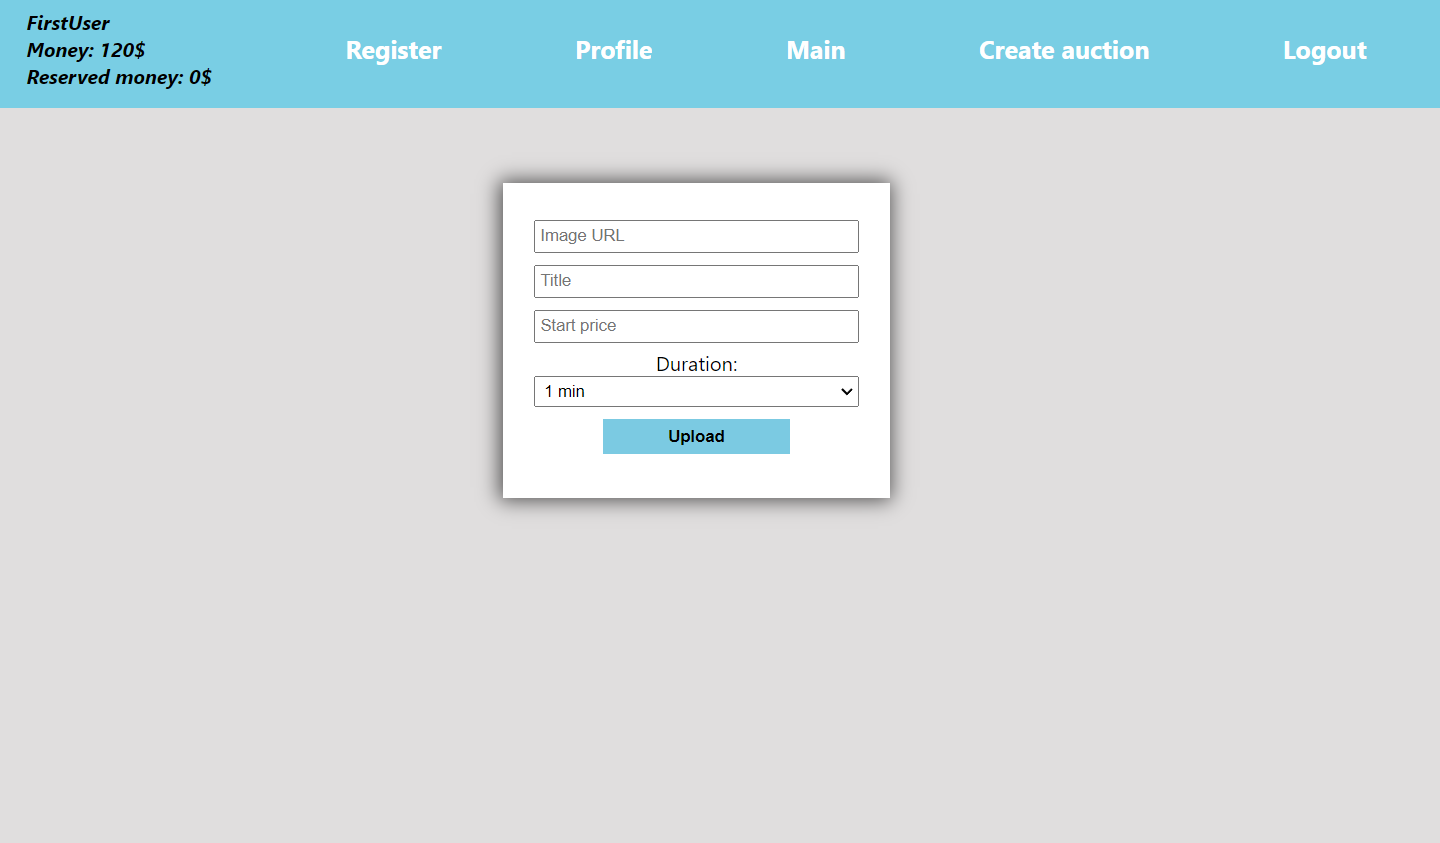 FirstUser
Money: 120$
Reserved money: 0$
Register
Profile
Main
Create auction
Logout
Image URL
Title
Start price
Duration:
1 min
Upload